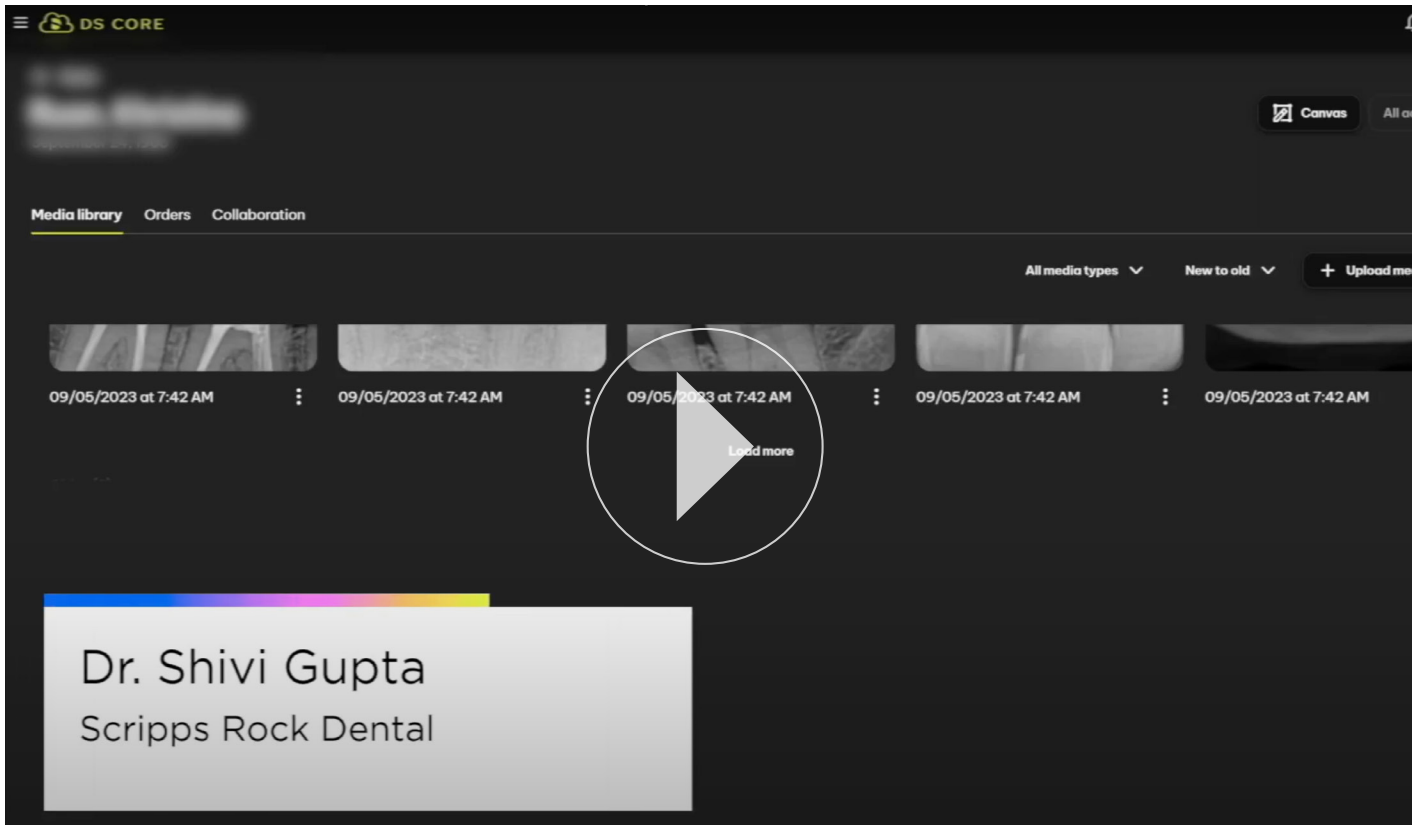 DS CORE
Canvas
Media library Orders Collaboration
All media types New to old + Upload
09/05/2023 at 7:42 AM 09/05/2023 at 7:42 AM 09/05/2023 at 7:42 AM 09/05/2023 at 7:42 AM 09/05/2023 at 7:42 AM
Load more
Dr. Shivi Gupta
Scripps Rock Dental